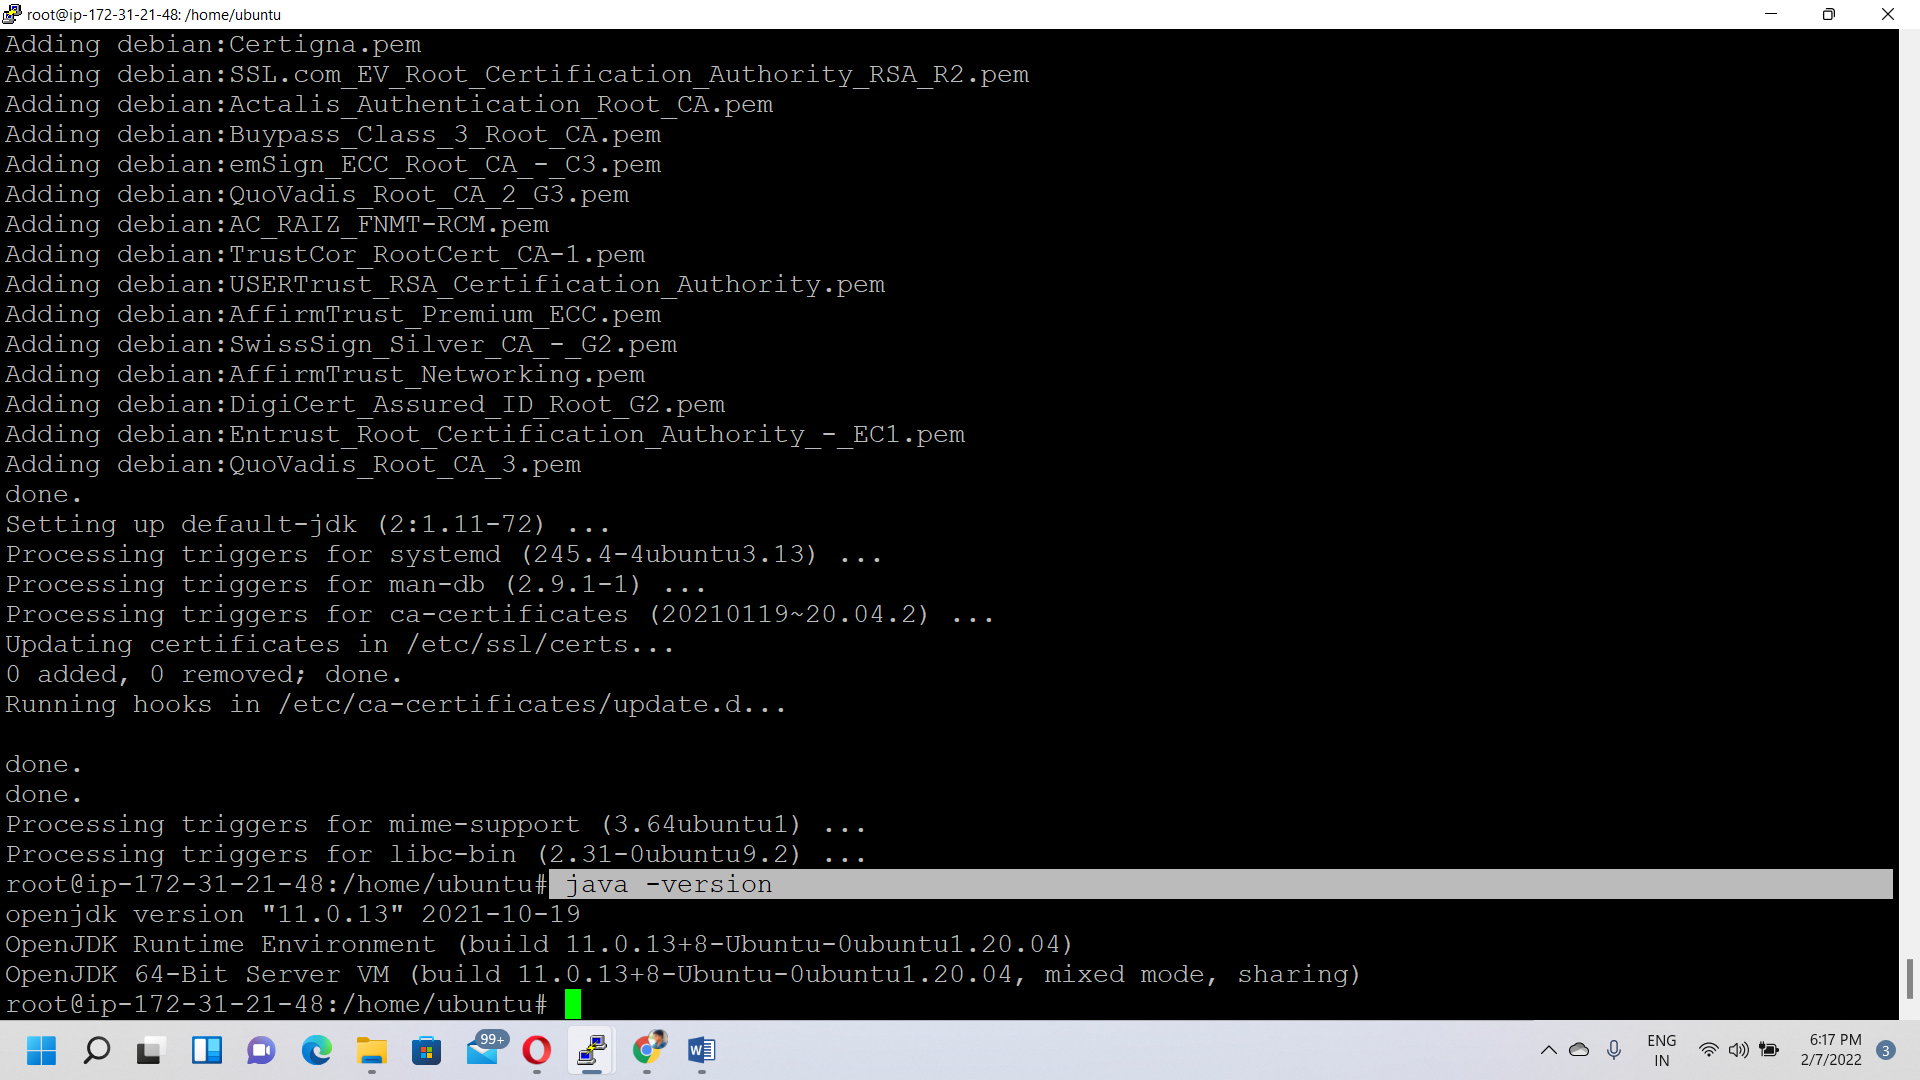 root@ip-172-31-21-48: /home/ubuntu
Adding debian:Certigna.pem
Adding debian:SSL.com_EV_Root_Certification_Authority_RSA_R2.pem
Adding debian:Actalis_Authentication_Root_CA.pem
Adding debian:Buypass_Class_3_Root_CA.pem
Adding debian:emSign_ECC_Root_CA_-_C3.pem
Adding debian:QuoVadis_Root_CA_2_G3.pem
Adding debian:AC_RAIZ_FNMT-RCM.pem
Adding debian:TrustCor_RootCert_CA-1.pem
Adding debian:USERTrust_RSA_Certification_Authority.pem
Adding debian:AffirmTrust_Premium_ECC.pem
Adding debian:SwissSign_Silver_CA_-_G2.pem
Adding debian:AffirmTrust_Networking.pem
Adding debian:DigiCert_Assured_ID_Root_G2.pem
Adding debian:Entrust_Root_Certification_Authority_-_EC1.pem
Adding debian:QuoVadis_Root_CA_3.pem
done.
Setting up default-jdk (2:1.11-72) ...
Processing triggers for systemd (245.4-4ubuntu3.13) ...
Processing triggers for man-db (2.9.1-1) ...
Processing triggers for ca-certificates (20210119~20.04.2) ...
Updating certificates in /etc/ssl/certs...
0 added, 0 removed; done.
Running hooks in /etc/ca-certificates/update.d...
done.
done.
Processing triggers for mime-support (3.64ubuntu1) ...
Processing triggers for libc-bin (2.31-0ubuntu9.2) ...
root@ip-172-31-21-48:/home/ubuntu# java -version
openjdk version "11.0.13" 2021-10-19
OpenJDK Runtime Environment (build 11.0.13+8-Ubuntu-0ubuntu1.20.04)
OpenJDK 64-Bit Server VM (build 11.0.13+8-Ubuntu-0ubuntu1.20.04, mixed mode, sharing)
root@ip-172-31-21-48:/home/ubuntu#
99+
ENG
IN
6:17 PM
2/7/2022
3